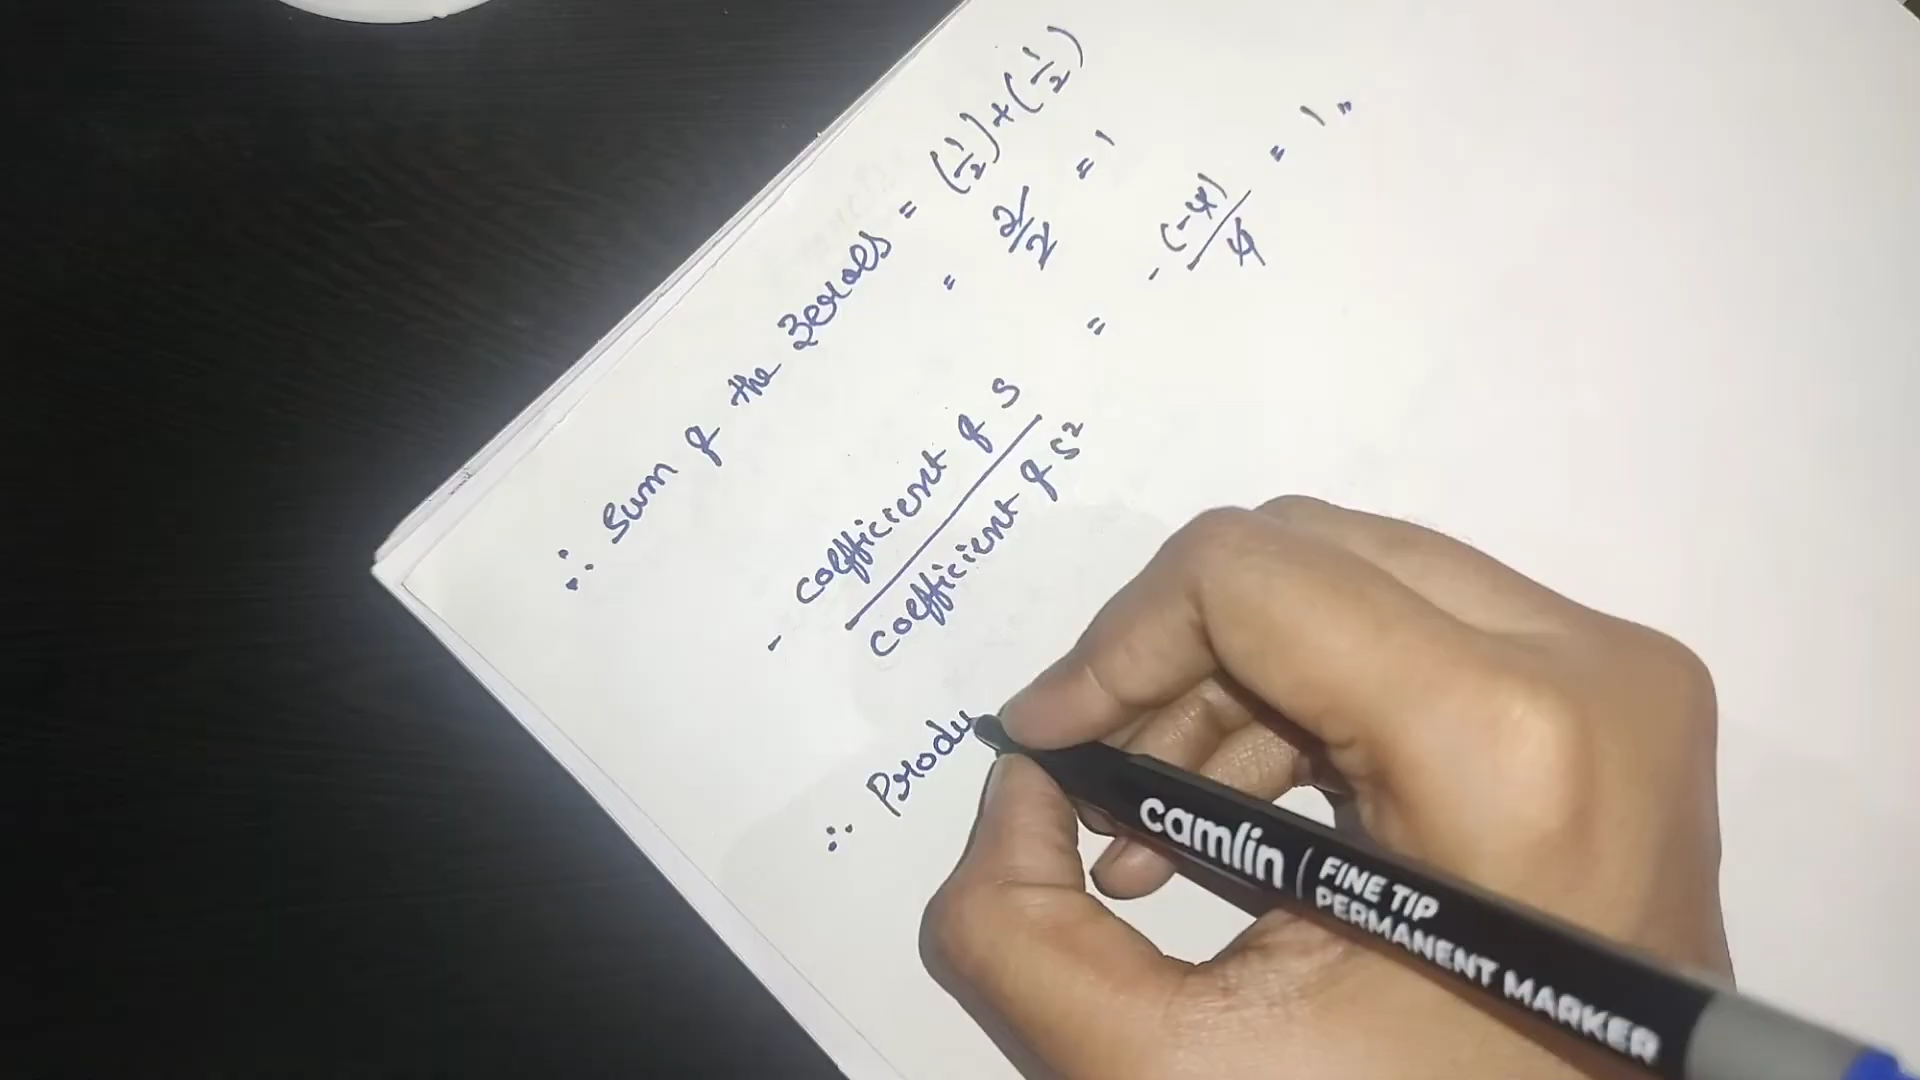 ∴ Sum of the zeroes = (1/2) + (1/2)
= 2/2 = 1
- coefficient of S / coefficient of S² = - (-4)/4 = 1 〃
∴ Produ
camlin
FINE TIP
PERMANENT MARKER